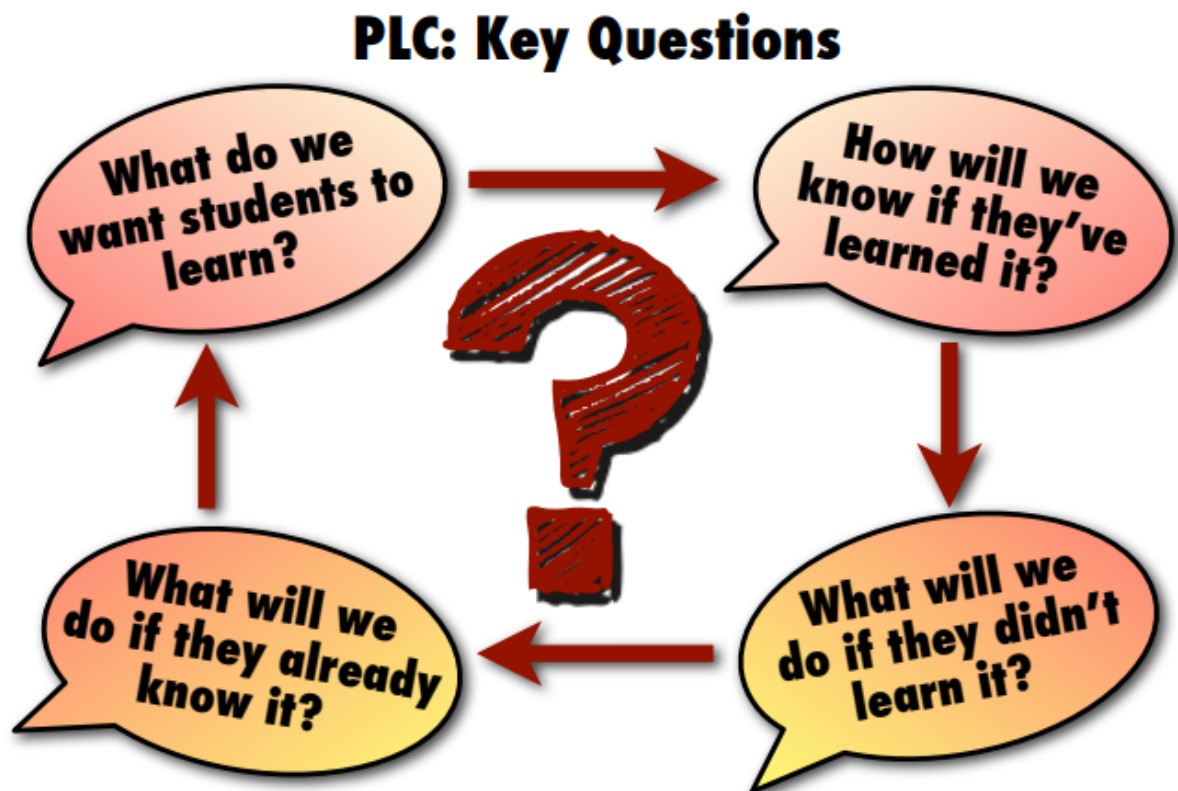 PLC: Key Questions
What do we
want students to
learn?
How will we
know if they've
learned it?
What will we
do if they didn't
learn it?
What will we
do if they already
know it?
?